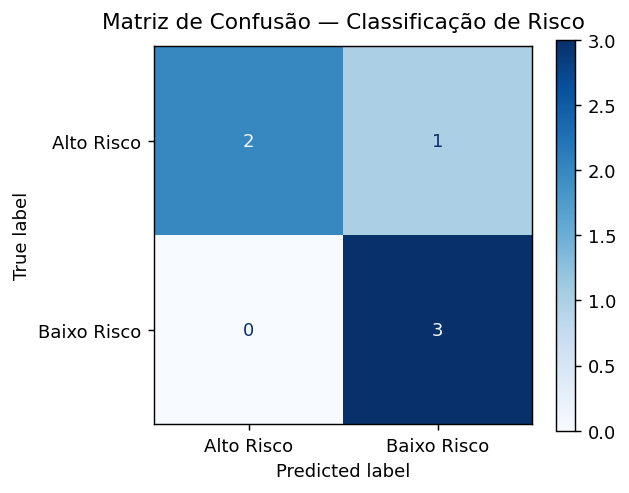 Matriz de Confusão — Classificação de Risco
True label
Alto Risco
2
1
Baixo Risco
0
3
Alto Risco
Baixo Risco
Predicted label
3.0
2.5
2.0
1.5
1.0
0.5
0.0